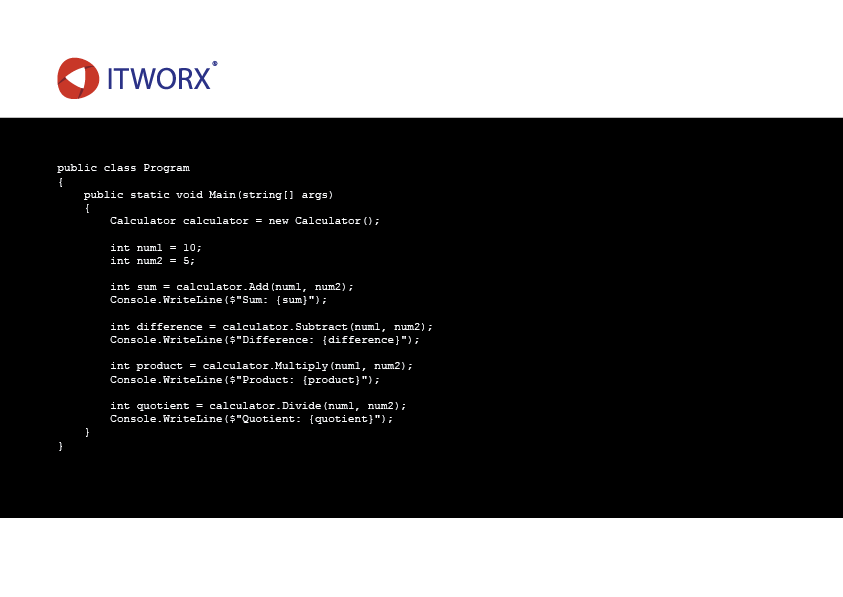 ITWORX®
public class Program
{
    public static void Main(string[] args)
    {
        Calculator calculator = new Calculator();
        int num1 = 10;
        int num2 = 5;
        int sum = calculator.Add(num1, num2);
        Console.WriteLine($"Sum: {sum}");
        int difference = calculator.Subtract(num1, num2);
        Console.WriteLine($"Difference: {difference}");
        int product = calculator.Multiply(num1, num2);
        Console.WriteLine($"Product: {product}");
        int quotient = calculator.Divide(num1, num2);
        Console.WriteLine($"Quotient: {quotient}");
    }
}